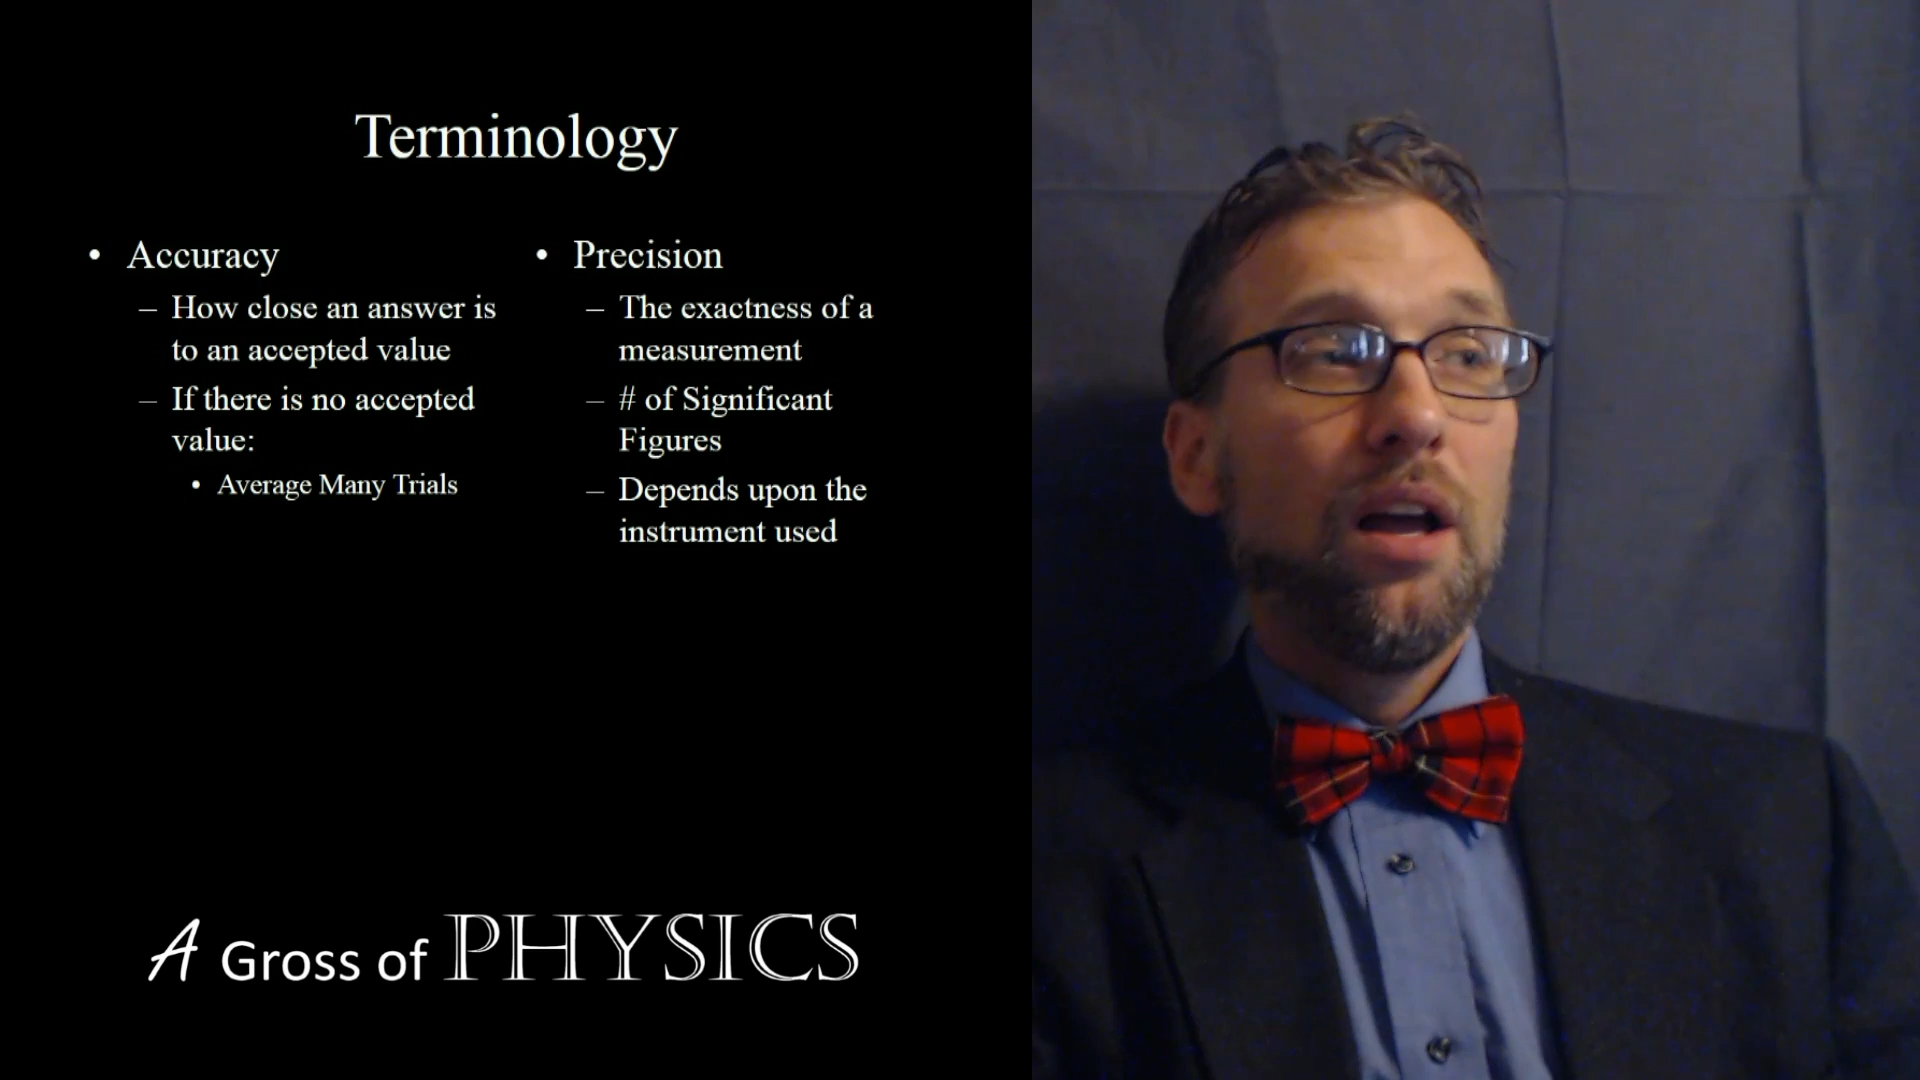 Terminology
• Accuracy
– How close an answer is
to an accepted value
– If there is no accepted
value:
• Average Many Trials
• Precision
– The exactness of a
measurement
– # of Significant
Figures
– Depends upon the
instrument used
A Gross of PHYSICS